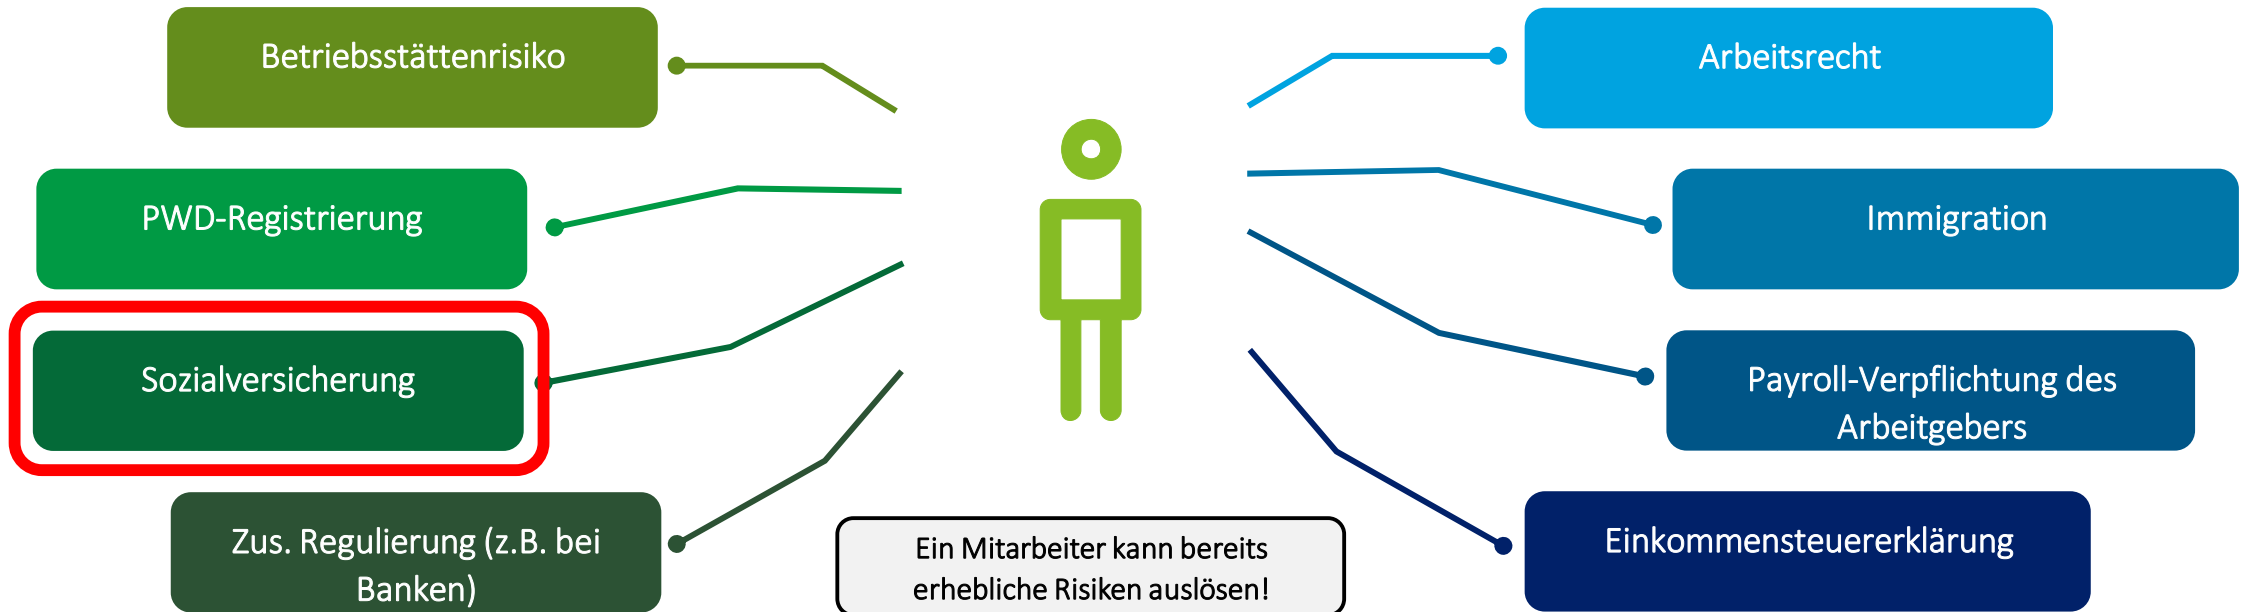 Betriebsstättenrisiko
PWD-Registrierung
Sozialversicherung
Zus. Regulierung (z.B. bei
Banken)
Ein Mitarbeiter kann bereits
erhebliche Risiken auslösen!
Arbeitsrecht
Immigration
Payroll-Verpflichtung des
Arbeitgebers
Einkommensteuererklärung